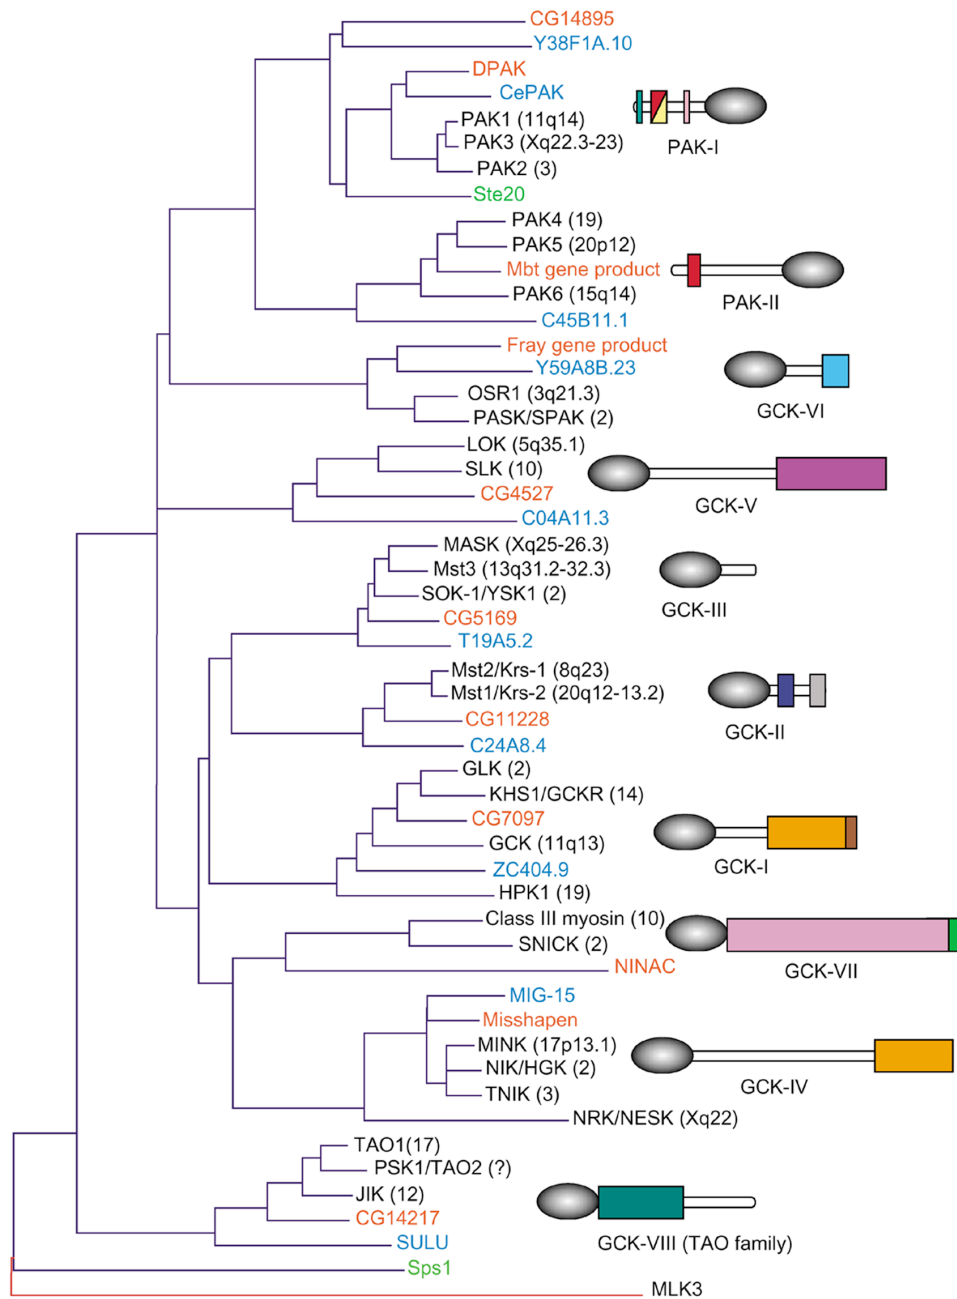 CG14895
Y38F1A.10
DPAK
CePAK
PAK1 (11q14)
PAK3 (Xq22.3-23)
PAK-I
PAK2 (3)
Ste20
PAK4 (19)
PAK5 (20p12)
Mbt gene product
PAK6 (15q14)
PAK-II
C45B11.1
Fray gene product
Y59A8B.23
OSR1 (3q21.3)
GCK-VI
PASK/SPAK (2)
LOK (5q35.1)
SLK (10)
CG4527
GCK-V
C04A11.3
MASK (Xq25-26.3)
Mst3 (13q31.2-32.3)
SOK-1/YSK1 (2)
GCK-III
CG5169
T19A5.2
Mst2/Krs-1 (8q23)
Mst1/Krs-2 (20q12-13.2)
CG11228
GCK-II
C24A8.4
GLK (2)
KHS1/GCKR (14)
CG7097
GCK (11q13)
GCK-I
ZC404.9
HPK1 (19)
Class III myosin (10)
SNICK (2)
NINAC
GCK-VII
MIG-15
Misshapen
MINK (17p13.1)
NIK/HGK (2)
GCK-IV
TNIK (3)
NRK/NESK (Xq22)
TAO1(17)
PSK1/TAO2 (?)
JIK (12)
CG14217
SULU
GCK-VIII (TAO family)
Sps1
MLK3